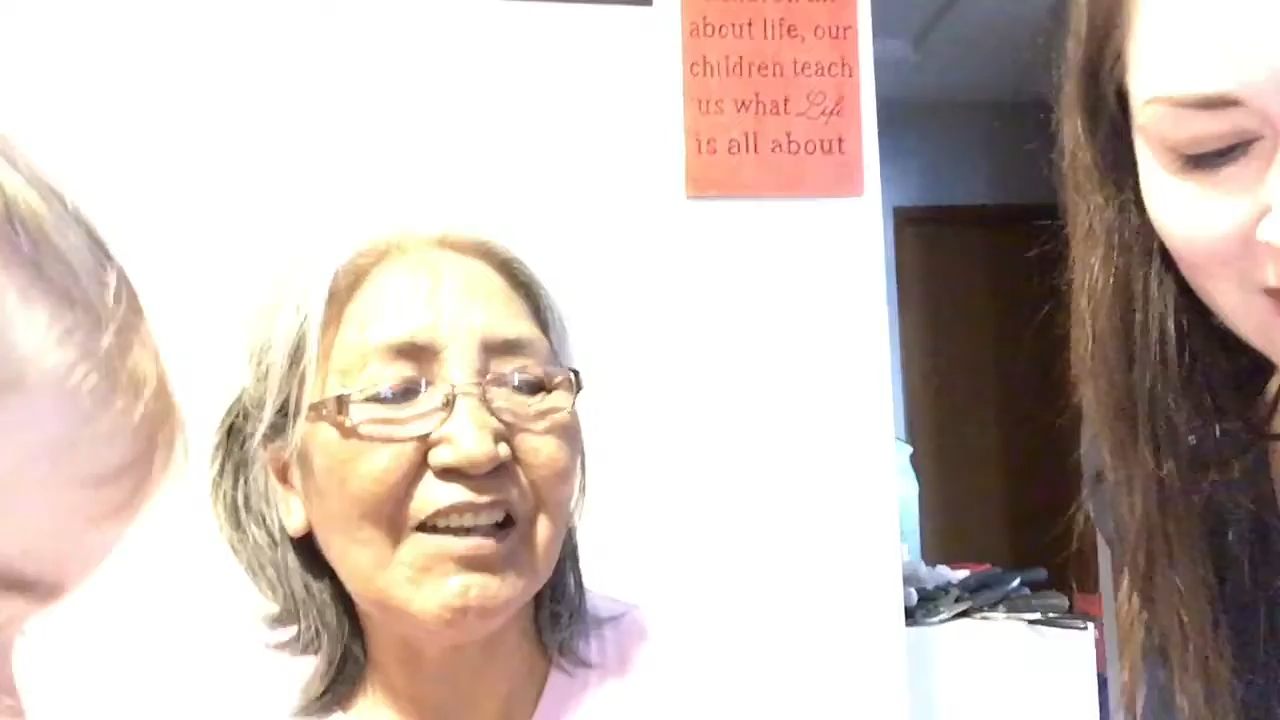 about life, our
children teach
us what Life
is all about